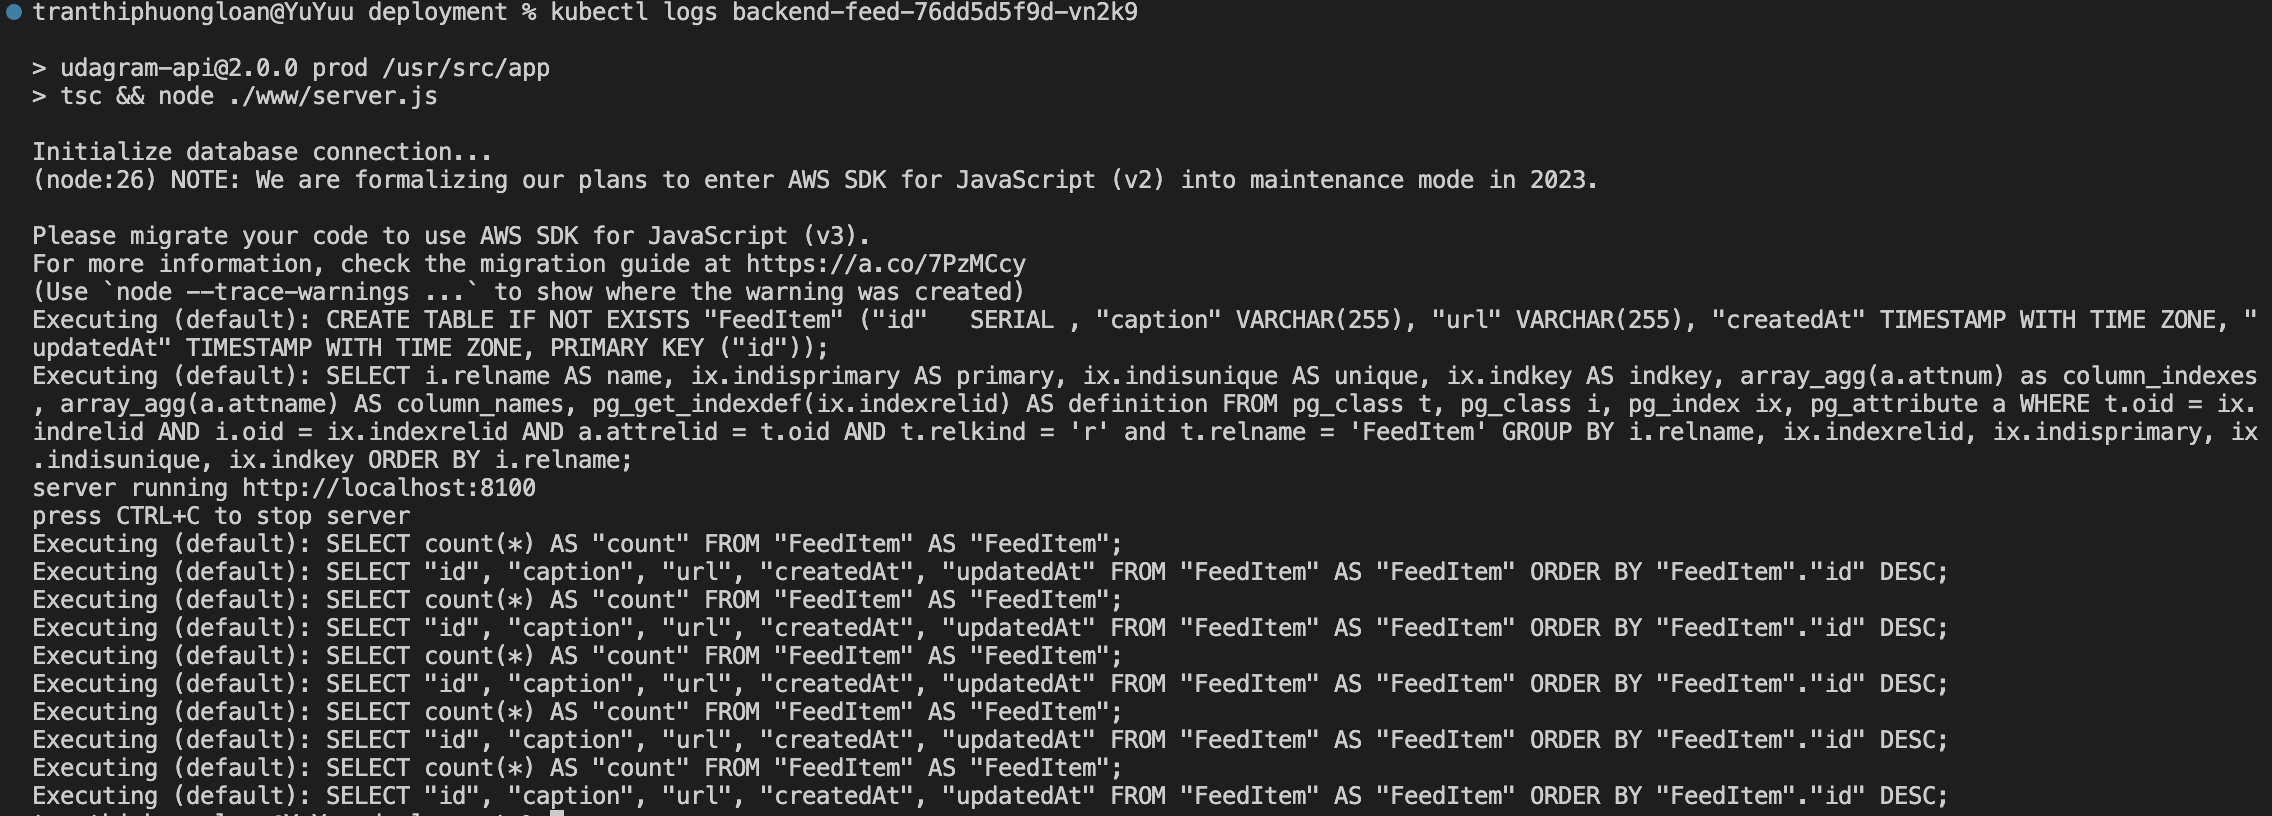 tranthiphuongloan@YuYuu deployment % kubectl logs backend-feed-76dd5d5f9d-vn2k9
> udagram-api@2.0.0 prod /usr/src/app
> tsc && node ./www/server.js
Initialize database connection...
(node:26) NOTE: We are formalizing our plans to enter AWS SDK for JavaScript (v2) into maintenance mode in 2023.
Please migrate your code to use AWS SDK for JavaScript (v3).
For more information, check the migration guide at https://a.co/7PzMCcy
(Use `node --trace-warnings ...` to show where the warning was created)
Executing (default): CREATE TABLE IF NOT EXISTS "FeedItem" ("id"   SERIAL , "caption" VARCHAR(255), "url" VARCHAR(255), "createdAt" TIMESTAMP WITH TIME ZONE, "
updatedAt" TIMESTAMP WITH TIME ZONE, PRIMARY KEY ("id"));
Executing (default): SELECT i.relname AS name, ix.indisprimary AS primary, ix.indisunique AS unique, ix.indkey AS indkey, array_agg(a.attnum) as column_indexes
, array_agg(a.attname) AS column_names, pg_get_indexdef(ix.indexrelid) AS definition FROM pg_class t, pg_class i, pg_index ix, pg_attribute a WHERE t.oid = ix.
indrelid AND i.oid = ix.indexrelid AND a.attrelid = t.oid AND t.relkind = 'r' and t.relname = 'FeedItem' GROUP BY i.relname, ix.indexrelid, ix.indisprimary, ix
.indisunique, ix.indkey ORDER BY i.relname;
server running http://localhost:8100
press CTRL+C to stop server
Executing (default): SELECT count(*) AS "count" FROM "FeedItem" AS "FeedItem";
Executing (default): SELECT "id", "caption", "url", "createdAt", "updatedAt" FROM "FeedItem" AS "FeedItem" ORDER BY "FeedItem"."id" DESC;
Executing (default): SELECT count(*) AS "count" FROM "FeedItem" AS "FeedItem";
Executing (default): SELECT "id", "caption", "url", "createdAt", "updatedAt" FROM "FeedItem" AS "FeedItem" ORDER BY "FeedItem"."id" DESC;
Executing (default): SELECT count(*) AS "count" FROM "FeedItem" AS "FeedItem";
Executing (default): SELECT "id", "caption", "url", "createdAt", "updatedAt" FROM "FeedItem" AS "FeedItem" ORDER BY "FeedItem"."id" DESC;
Executing (default): SELECT count(*) AS "count" FROM "FeedItem" AS "FeedItem";
Executing (default): SELECT "id", "caption", "url", "createdAt", "updatedAt" FROM "FeedItem" AS "FeedItem" ORDER BY "FeedItem"."id" DESC;
Executing (default): SELECT count(*) AS "count" FROM "FeedItem" AS "FeedItem";
Executing (default): SELECT "id", "caption", "url", "createdAt", "updatedAt" FROM "FeedItem" AS "FeedItem" ORDER BY "FeedItem"."id" DESC;